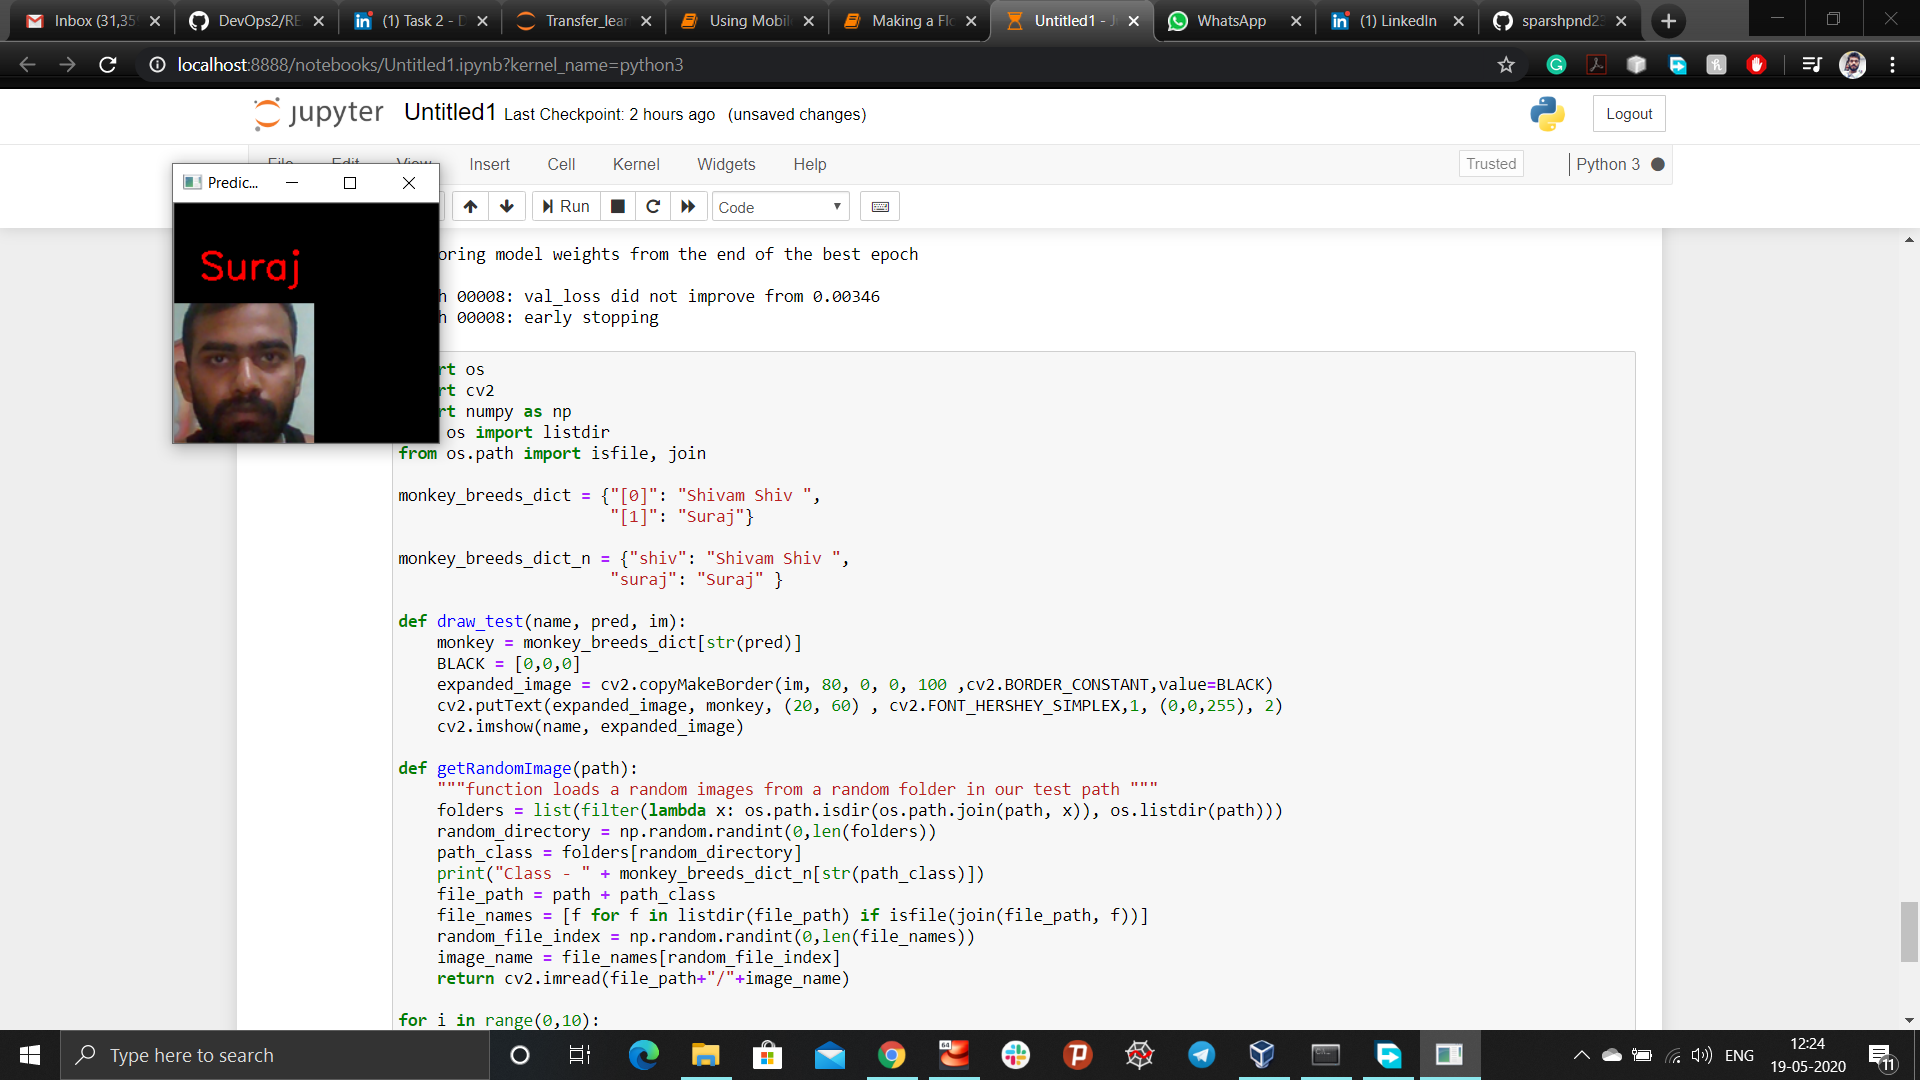 Inbox (31,35
DevOps2/RE
(1) Task 2 - D
Transfer_lear
Using Mobil
Making a Flo
Untitled1 - J
WhatsApp
(1) LinkedIn
sparshpnd23
localhost:8888/notebooks/Untitled1.ipynb?kernel_name=python3
jupyter Untitled1 Last Checkpoint: 2 hours ago (unsaved changes)
Logout
File Edit View Insert Cell Kernel Widgets Help
Trusted
Python 3
Predic...
Run
Code
Suraj
oring model weights from the end of the best epoch
h 00008: val_loss did not improve from 0.00346
h 00008: early stopping
rt os
rt cv2
rt numpy as np
os import listdir
from os.path import isfile, join
monkey_breeds_dict = {"[0]": "Shivam Shiv ",
"[1]": "Suraj"}
monkey_breeds_dict_n = {"shiv": "Shivam Shiv ",
"suraj": "Suraj" }
def draw_test(name, pred, im):
monkey = monkey_breeds_dict[str(pred)]
BLACK = [0,0,0]
expanded_image = cv2.copyMakeBorder(im, 80, 0, 0, 100 ,cv2.BORDER_CONSTANT,value=BLACK)
cv2.putText(expanded_image, monkey, (20, 60) , cv2.FONT_HERSHEY_SIMPLEX,1, (0,0,255), 2)
cv2.imshow(name, expanded_image)
def getRandomImage(path):
"""function loads a random images from a random folder in our test path """
folders = list(filter(lambda x: os.path.isdir(os.path.join(path, x)), os.listdir(path)))
random_directory = np.random.randint(0,len(folders))
path_class = folders[random_directory]
print("Class - " + monkey_breeds_dict_n[str(path_class)])
file_path = path + path_class
file_names = [f for f in listdir(file_path) if isfile(join(file_path, f))]
random_file_index = np.random.randint(0,len(file_names))
image_name = file_names[random_file_index]
return cv2.imread(file_path+"/"+image_name)
for i in range(0,10):
Type here to search
ENG
12:24
19-05-2020
11